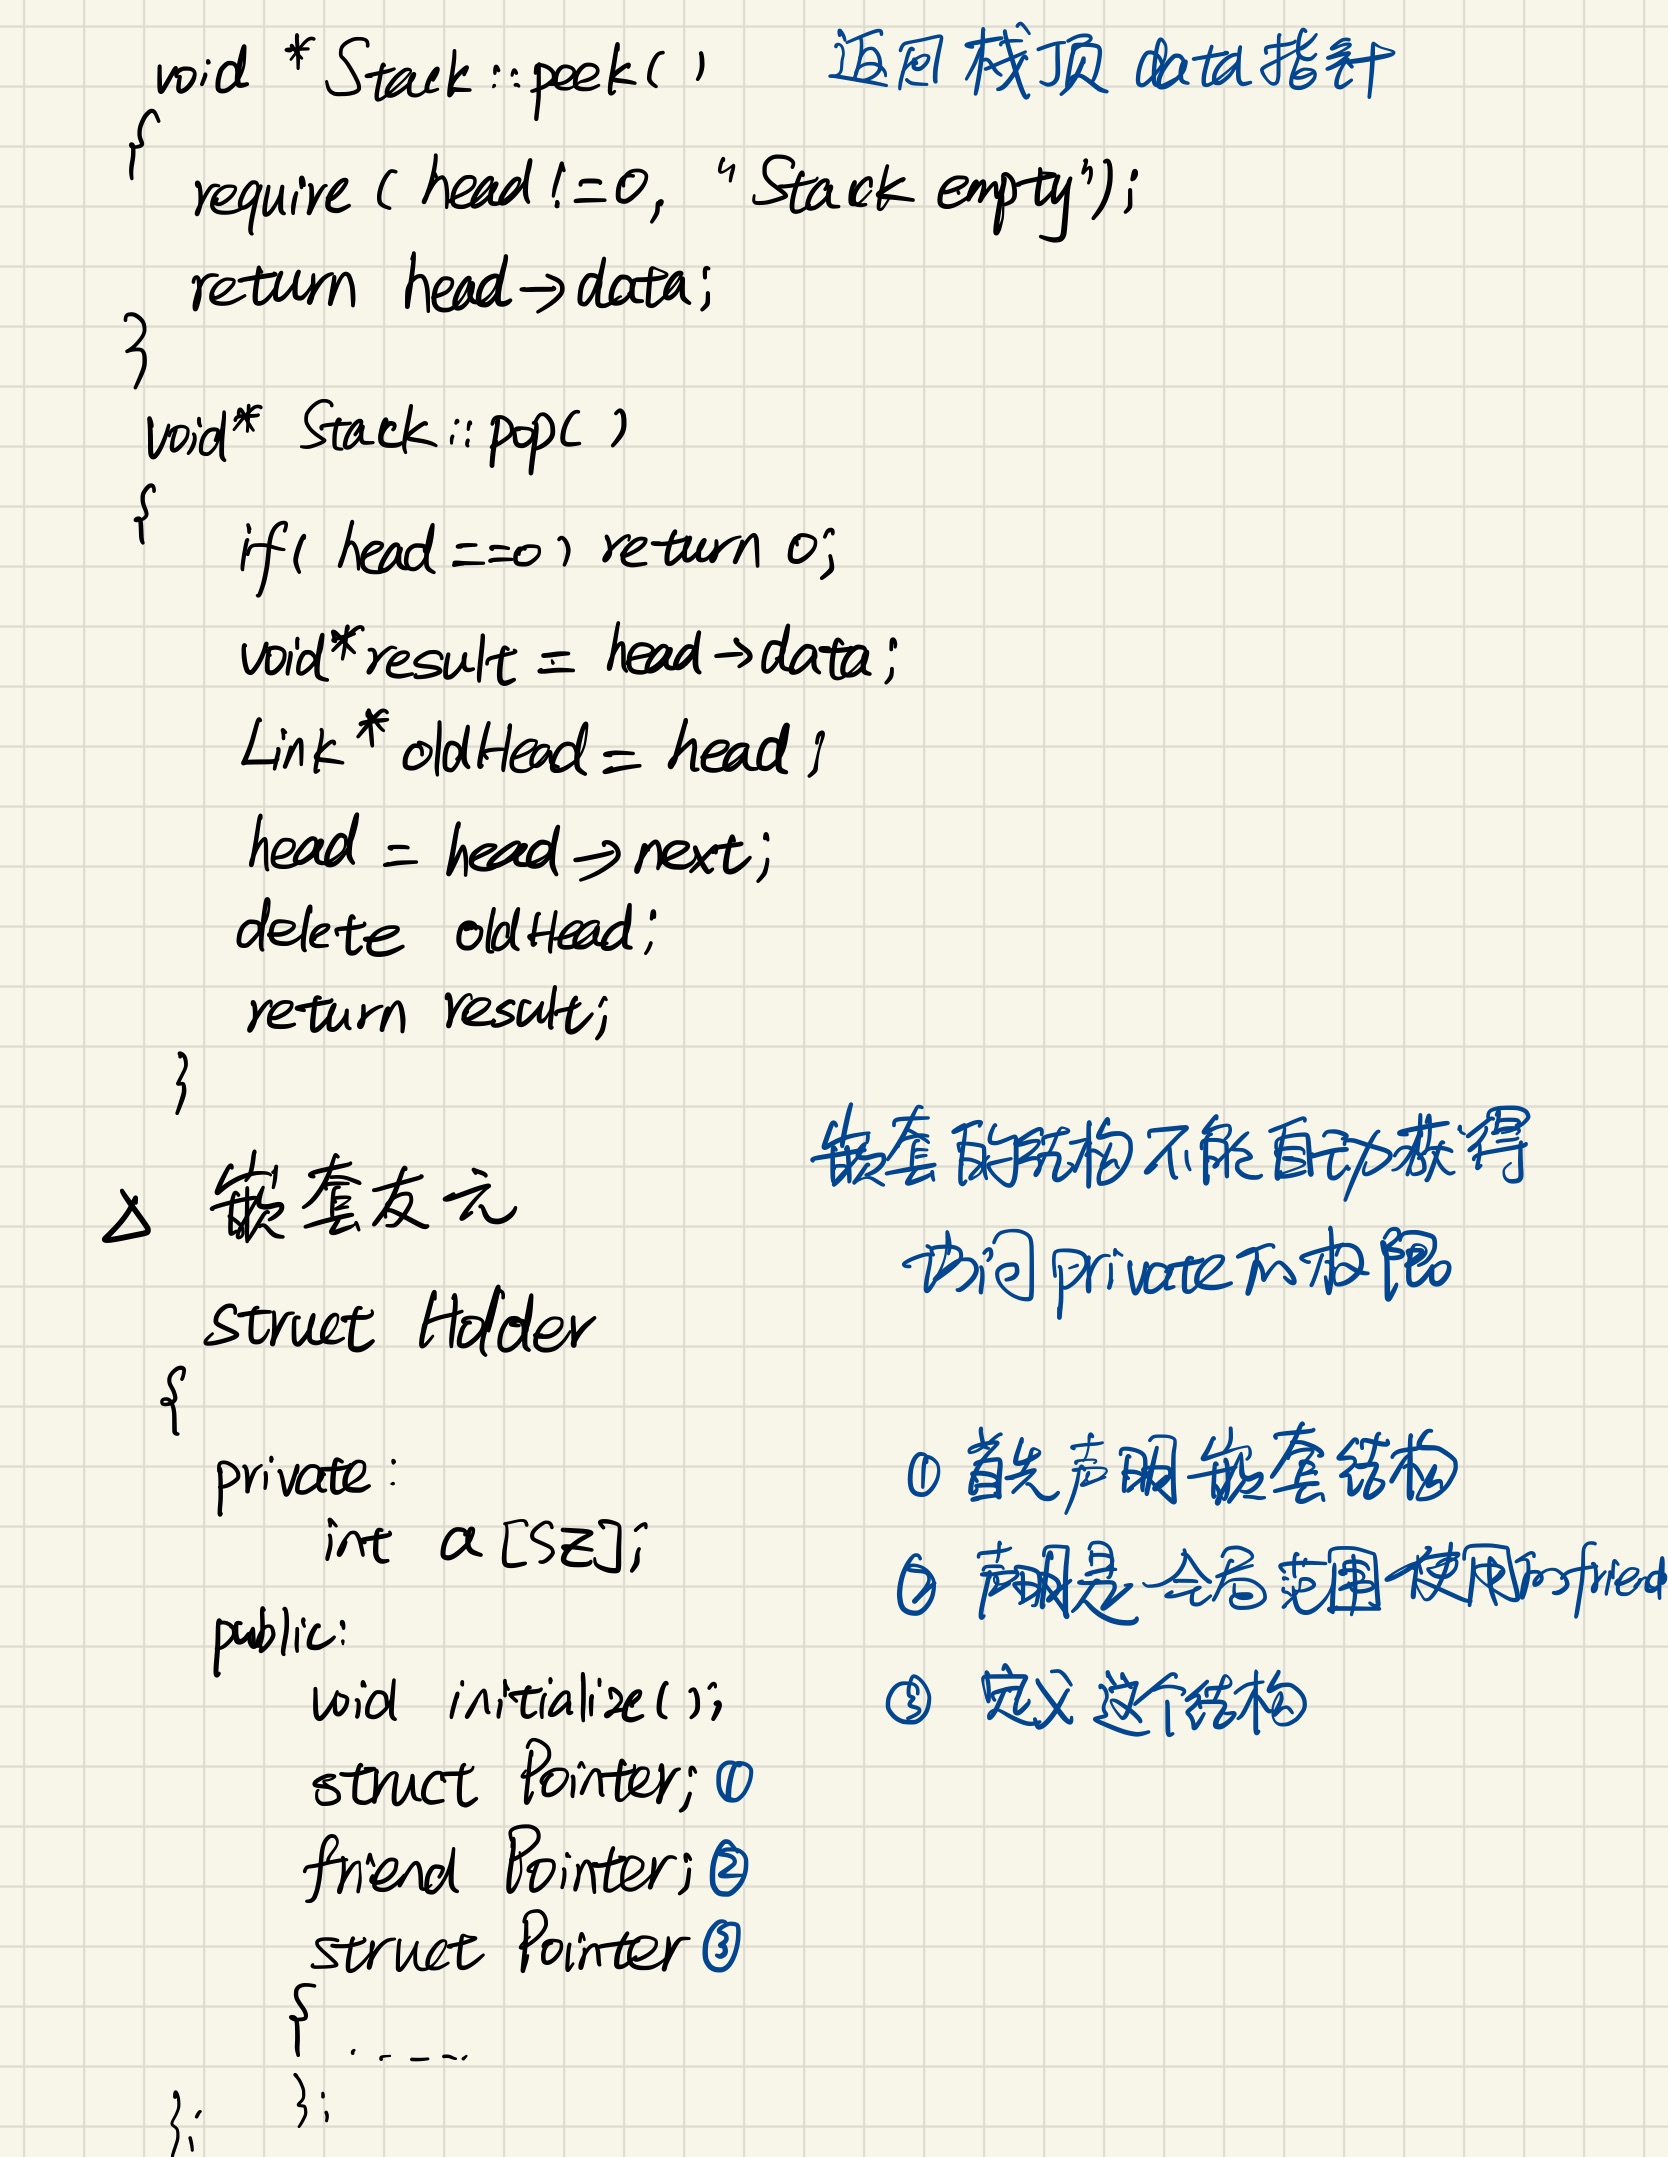 void *Stack::peek()  返回栈顶data指针
{
require(head!=0, "Stack empty");
return head->data;
}
void* Stack::pop()
{
if(head==0) return 0;
void*result = head->data;
Link* oldHead = head;
head = head->next;
delete oldHead;
return result;
}
△ 嵌套友元
嵌套的结构不能自动获得
访问private的权限。
struct Holder
{
private:
int a[SZ];
public:
void initialize();
struct Pointer; ①
friend Pointer; ②
struct Pointer ③
{
.----
};
};
① 首先声明嵌套结构
② 声明是全局范围使用的friend
③ 定义这个结构